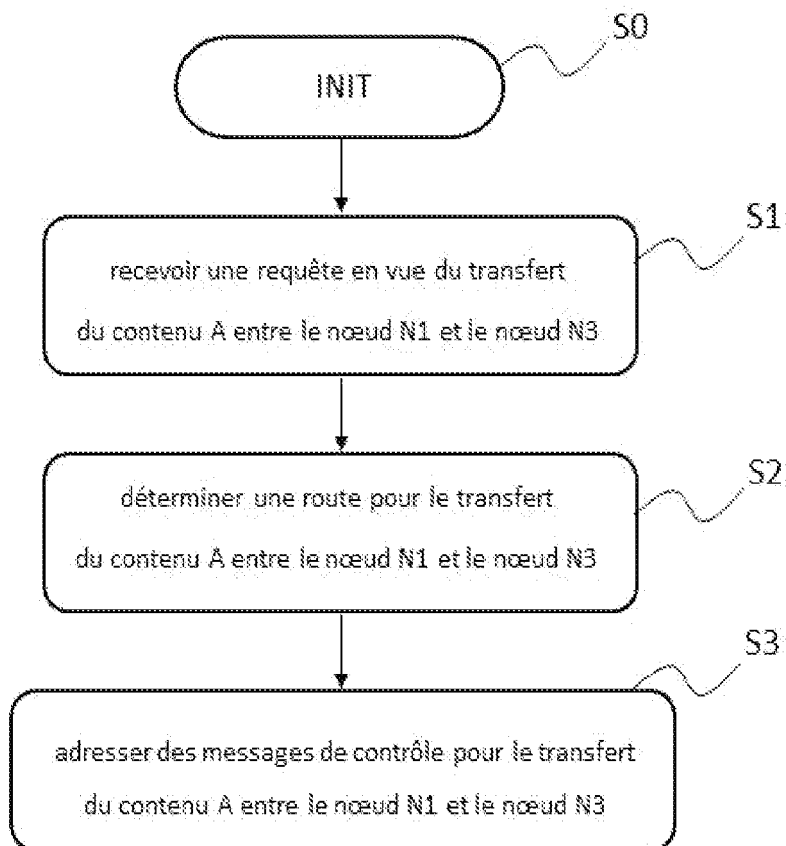 S0
INIT
S1
recevoir une requête en vue du transfert
du contenu A entre le nœud N1 et le nœud N3
S2
déterminer une route pour le transfert
du contenu A entre le nœud N1 et le nœud N3
S3
adresser des messages de contrôle pour le transfert
du contenu A entre le nœud N1 et le nœud N3